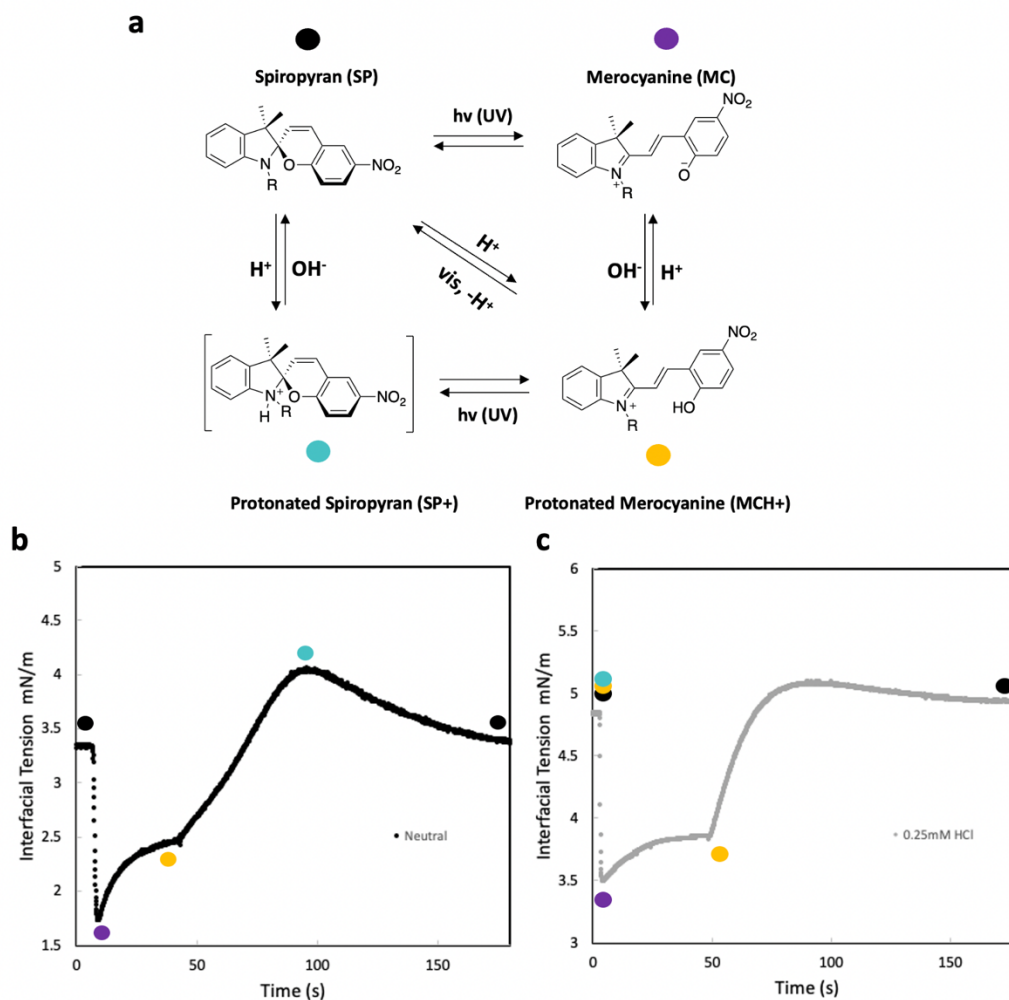 a
Spiropyran (SP)
Merocyanine (MC)
hv (UV)
NO₂
N
R
O
NO₂
N
+
R
O
-
H⁺
OH⁻
H⁺
vis, -H⁺
OH⁻
H⁺
N
+
H
R
O
NO₂
hv (UV)
NO₂
HO
N
+
R
Protonated Spiropyran (SP+)
Protonated Merocyanine (MCH+)
b
Interfacial Tension mN/m
5
4.5
4
3.5
3
2.5
2
1.5
Neutral
0
50
100
150
Time (s)
c
Interfacial Tension mN/m
6
5.5
5
4.5
4
3.5
3
0.25mM HCl
0
50
100
150
Time (s)